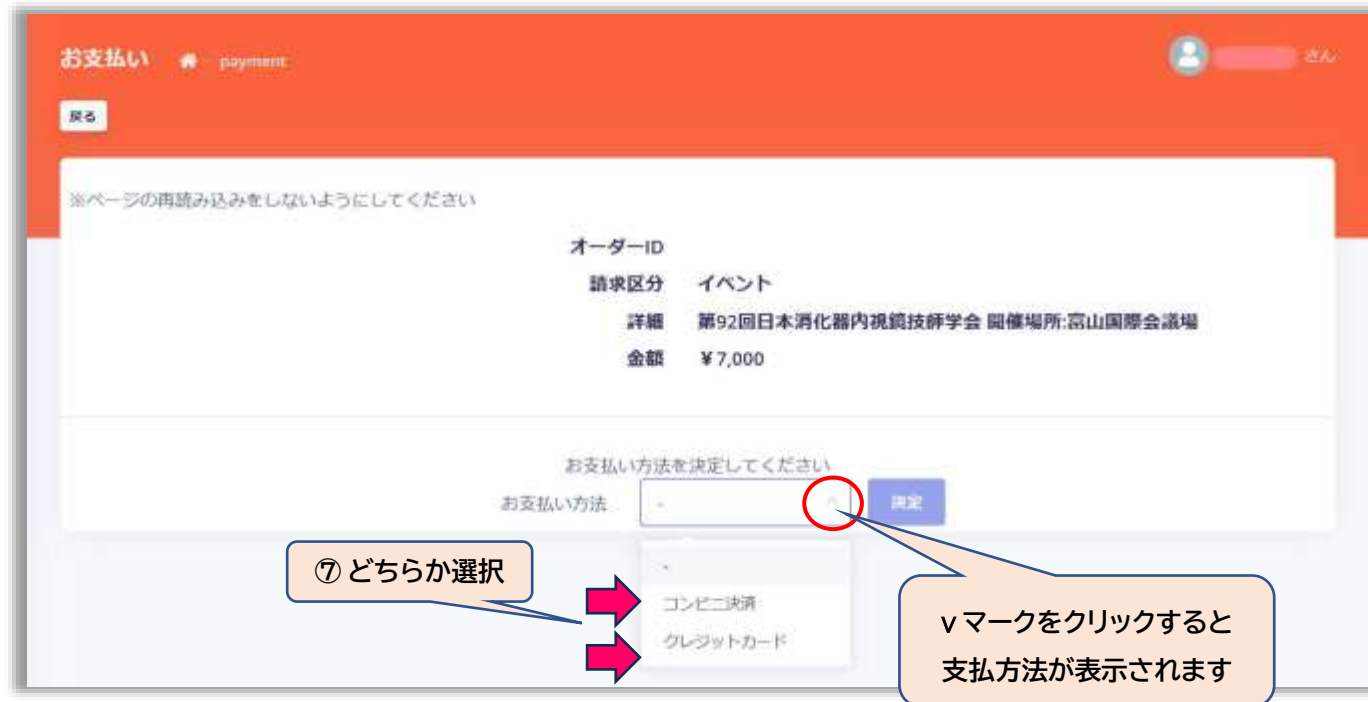 お支払い payment さん
戻る
※ページの再読み込みをしないようにしてください
オーダーID
請求区分 イベント
詳細 第92回日本消化器内視鏡技師学会 開催場所:富山国際会議場
金額 ¥7,000
お支払い方法を決定してください
お支払い方法 - 決定
⑦どちらか選択
-
コンビニ決済
クレジットカード
vマークをクリックすると
支払方法が表示されます